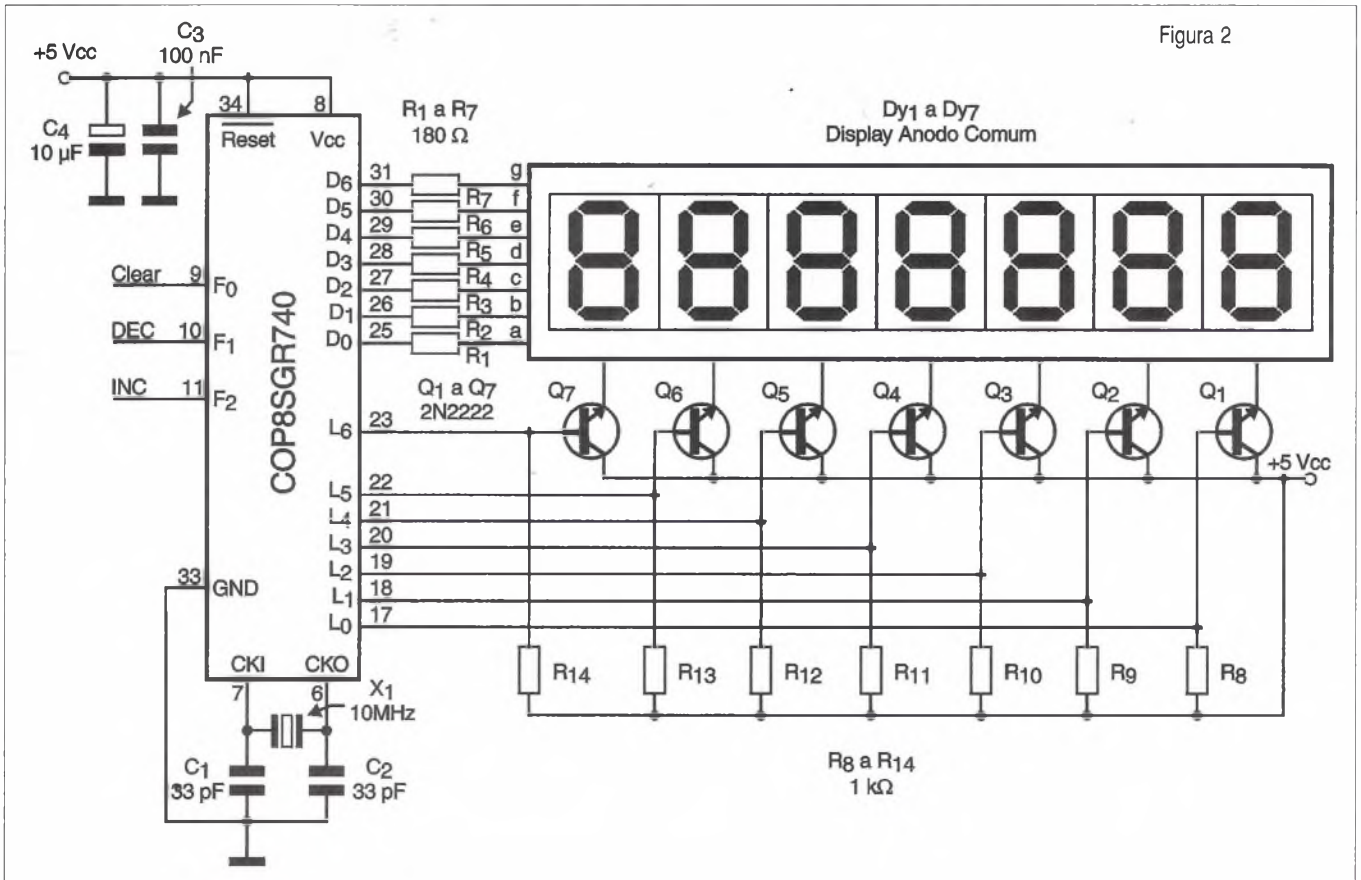 Figura 2
+5 Vcc
C3
100 nF
C4
10 µF
34
8
Reset
Vcc
R1 a R7
180 Ω
Dy1 a Dy7
Display Anodo Comum
D6 31 R7 g
D5 30 R6 f
D4 29 R5 e
D3 28 R4 d
D2 27 R3 c
D1 26 R2 b
D0 25 R1 a
Clear 9 F0
DEC 10 F1
INC 11 F2
COP8SGR740
Q1 a Q7
2N2222
Q7 Q6 Q5 Q4 Q3 Q2 Q1
+5 Vcc
L6 23
L5 22
L4 21
L3 20
L2 19
L1 18
L0 17
33 GND
CKI CKO
7 6
X1
10MHz
C1
33 pF
C2
33 pF
R14 R13 R12 R11 R10 R9 R8
R8 a R14
1 kΩ